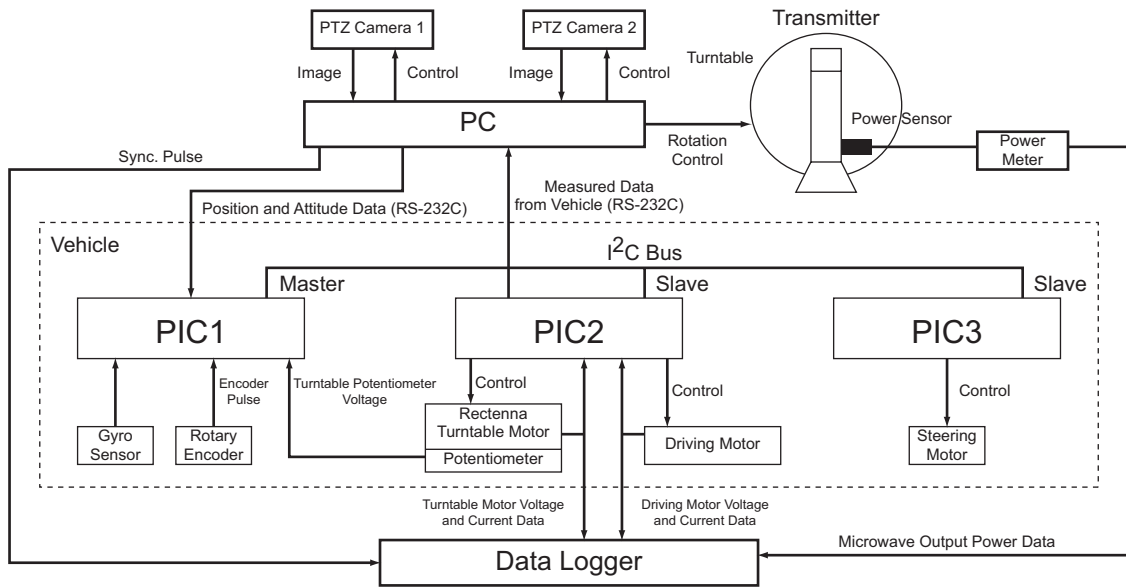 PTZ Camera 1
PTZ Camera 2
Transmitter
Image
Control
Image
Control
Turntable
PC
Rotation
Control
Power Sensor
Power
Meter
Sync. Pulse
Position and Attitude Data (RS-232C)
Measured Data
from Vehicle (RS-232C)
Vehicle
I2C Bus
Master
Slave
Slave
PIC1
PIC2
PIC3
Encoder
Pulse
Turntable Potentiometer
Voltage
Control
Control
Control
Gyro
Sensor
Rotary
Encoder
Rectenna
Turntable Motor
Potentiometer
Driving Motor
Steering
Motor
Turntable Motor Voltage
and Current Data
Driving Motor Voltage
and Current Data
Data Logger
Microwave Output Power Data